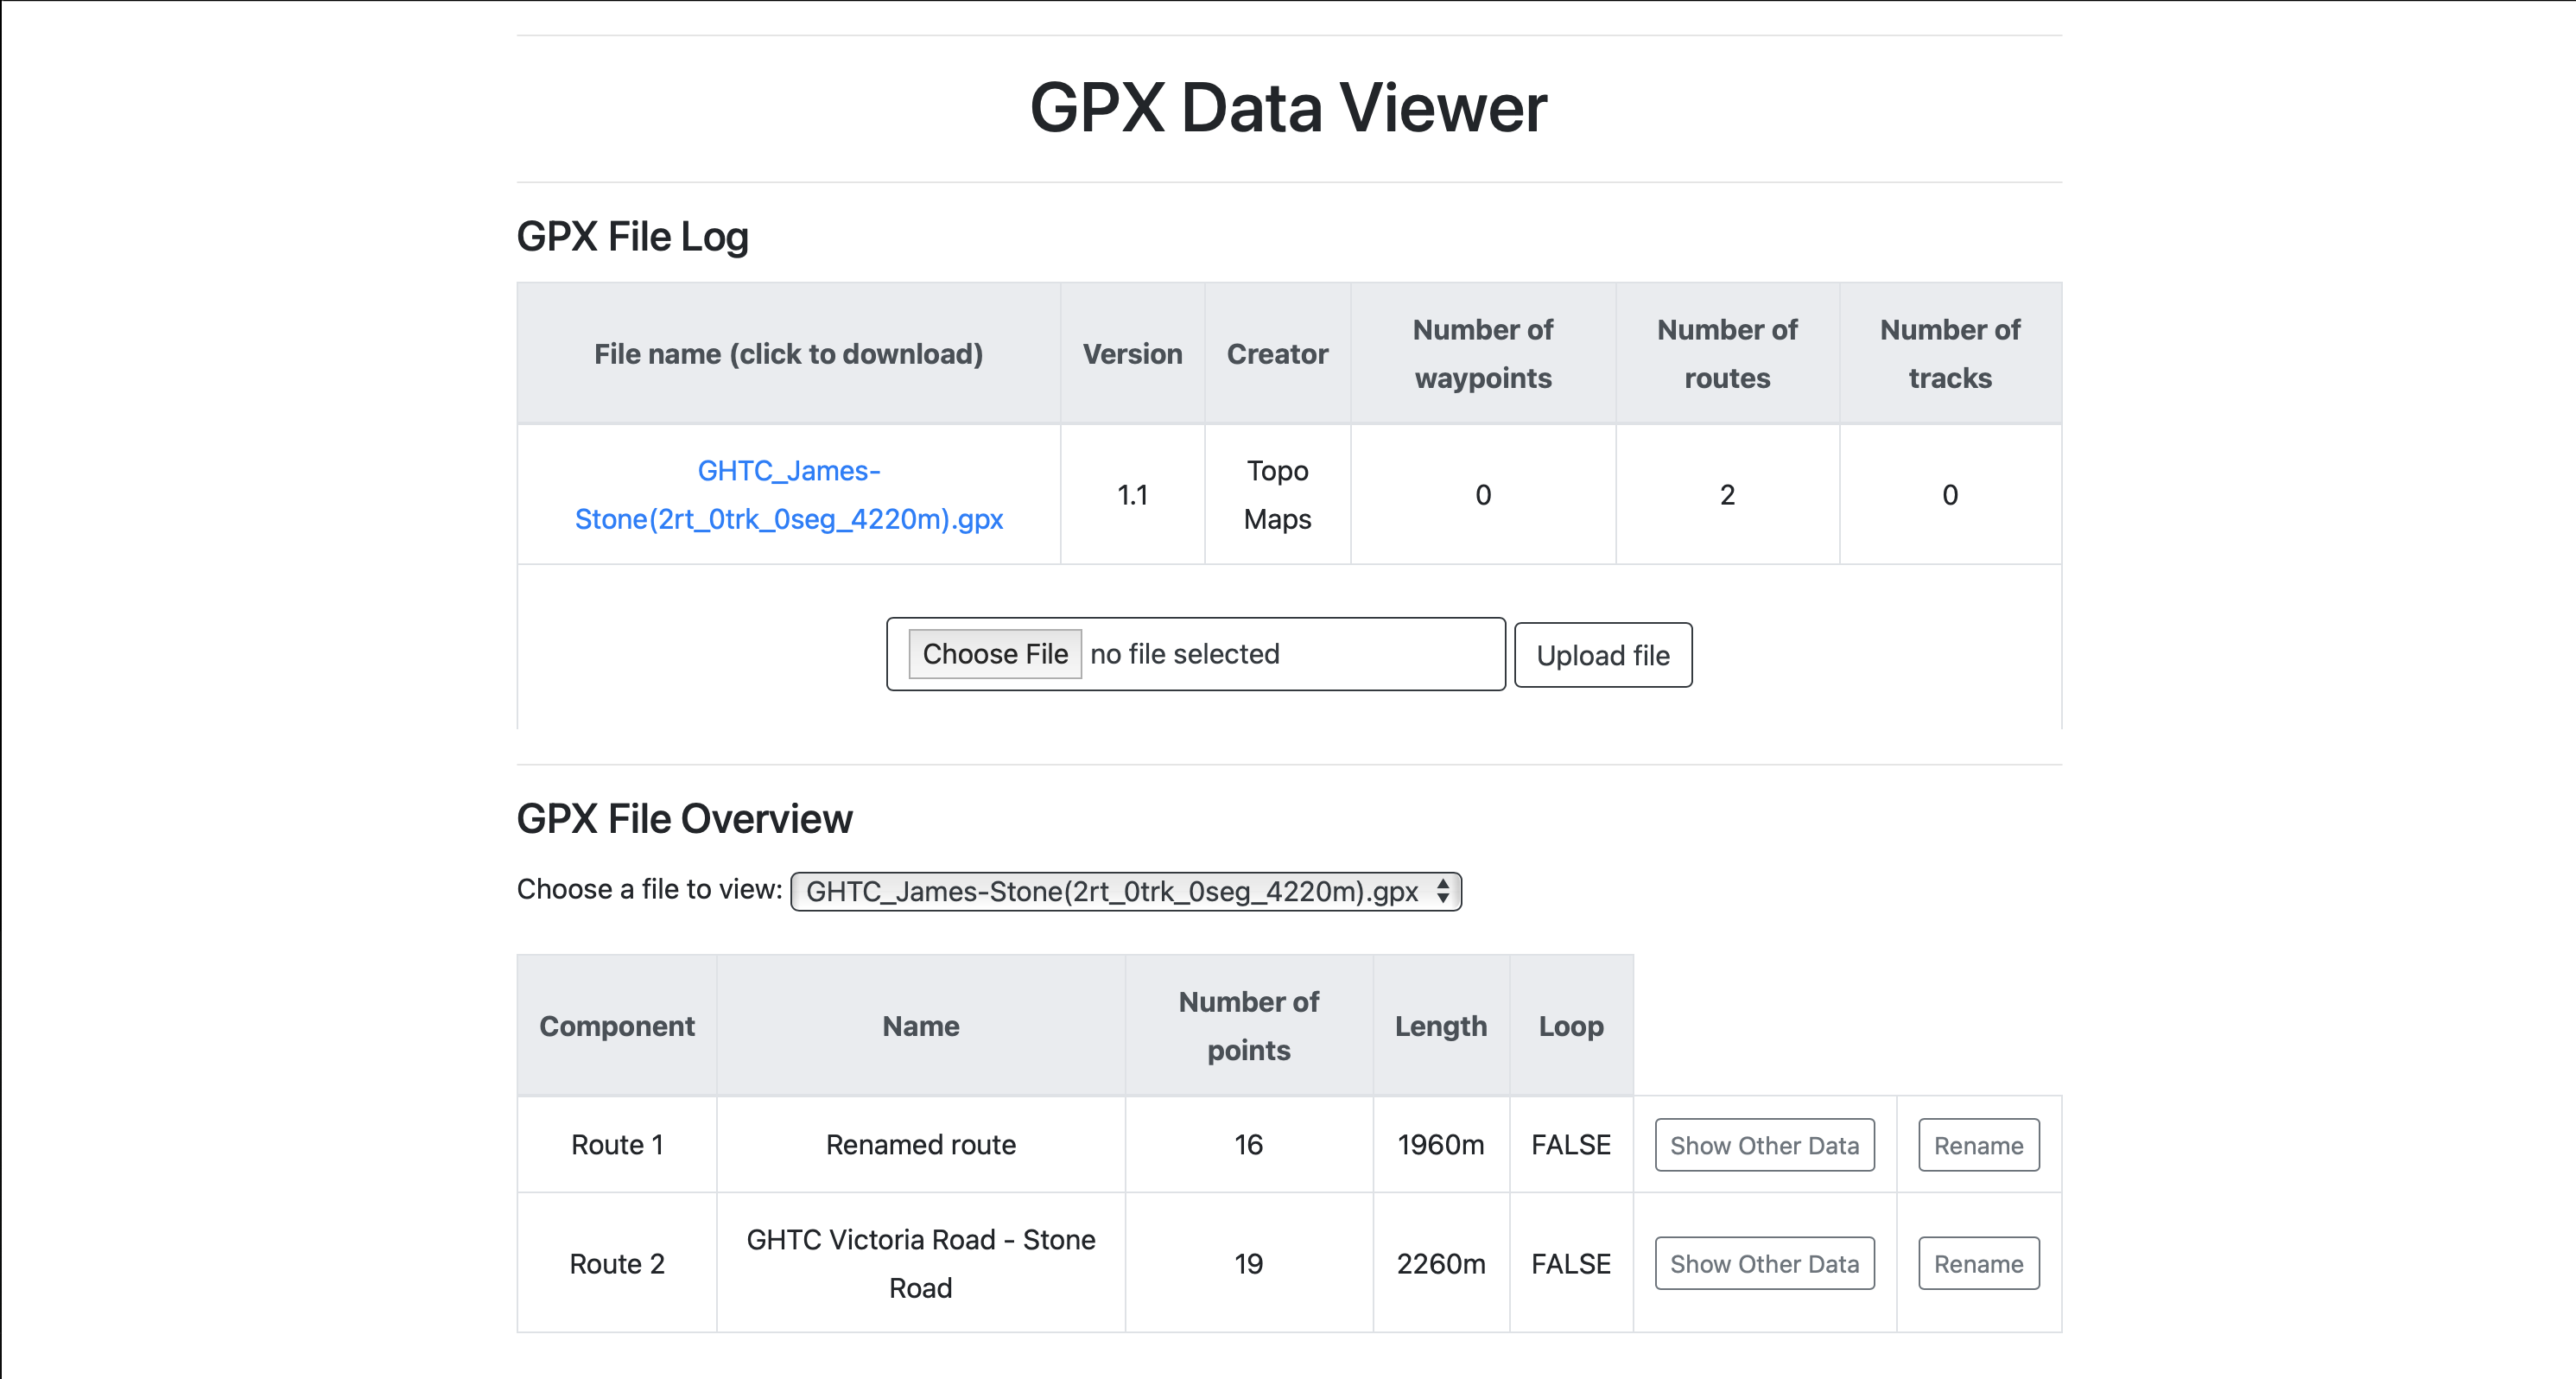 GPX Data Viewer
GPX File Log
File name (click to download) Version Creator Number of waypoints Number of routes Number of tracks
GHTC_James-Stone(2rt_0trk_0seg_4220m).gpx 1.1 Topo Maps 0 2 0
Choose File no file selected Upload file
GPX File Overview
Choose a file to view: GHTC_James-Stone(2rt_0trk_0seg_4220m).gpx
Component Name Number of points Length Loop
Route 1 Renamed route 16 1960m FALSE Show Other Data Rename
Route 2 GHTC Victoria Road - Stone Road 19 2260m FALSE Show Other Data Rename